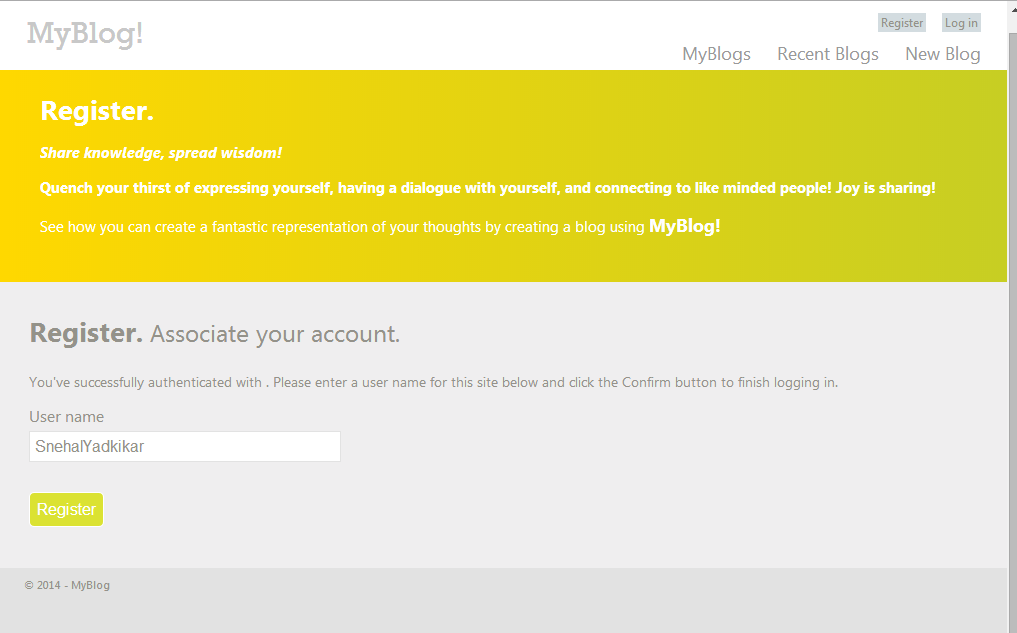 MyBlog!
Register Log in
MyBlogs Recent Blogs New Blog
Register.
Share knowledge, spread wisdom!
Quench your thirst of expressing yourself, having a dialogue with yourself, and connecting to like minded people! Joy is sharing!
See how you can create a fantastic representation of your thoughts by creating a blog using MyBlog!
Register. Associate your account.
You've successfully authenticated with . Please enter a user name for this site below and click the Confirm button to finish logging in.
User name
SnehalYadkikar
Register
© 2014 - MyBlog